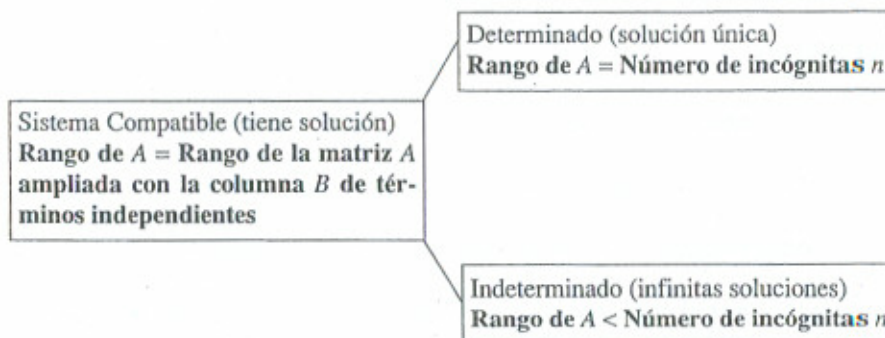 Determinado (solución única)
Rango de A = Número de incógnitas n
Sistema Compatible (tiene solución)
Rango de A = Rango de la matriz A
ampliada con la columna B de tér-
minos independientes
Indeterminado (infinitas soluciones)
Rango de A < Número de incógnitas n